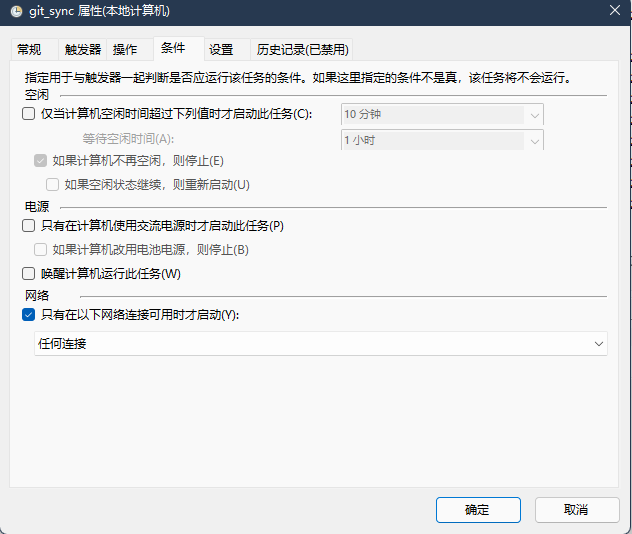 git_sync 属性(本地计算机)
常规 触发器 操作 条件 设置 历史记录(已禁用)
指定用于与触发器一起判断是否应运行该任务的条件。如果这里指定的条件不是真，该任务将不会运行。
空闲
仅当计算机空闲时间超过下列值时才启动此任务(C): 10 分钟
等待空闲时间(A): 1 小时
如果计算机不再空闲，则停止(E)
如果空闲状态继续，则重新启动(U)
电源
只有在计算机使用交流电源时才启动此任务(P)
如果计算机改用电池电源，则停止(B)
唤醒计算机运行此任务(W)
网络
只有在以下网络连接可用时才启动(Y):
任何连接
确定 取消